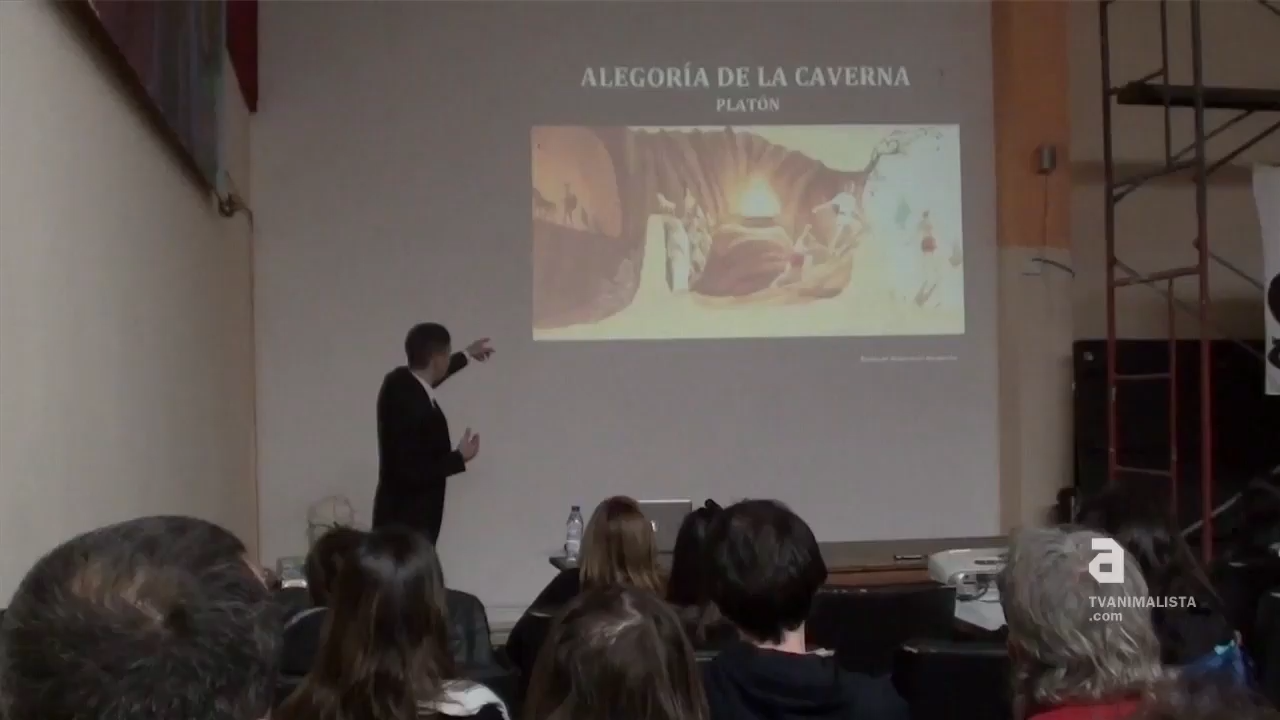 ALEGORÍA DE LA CAVERNA
PLATÓN
a
TVANIMALISTA
.com